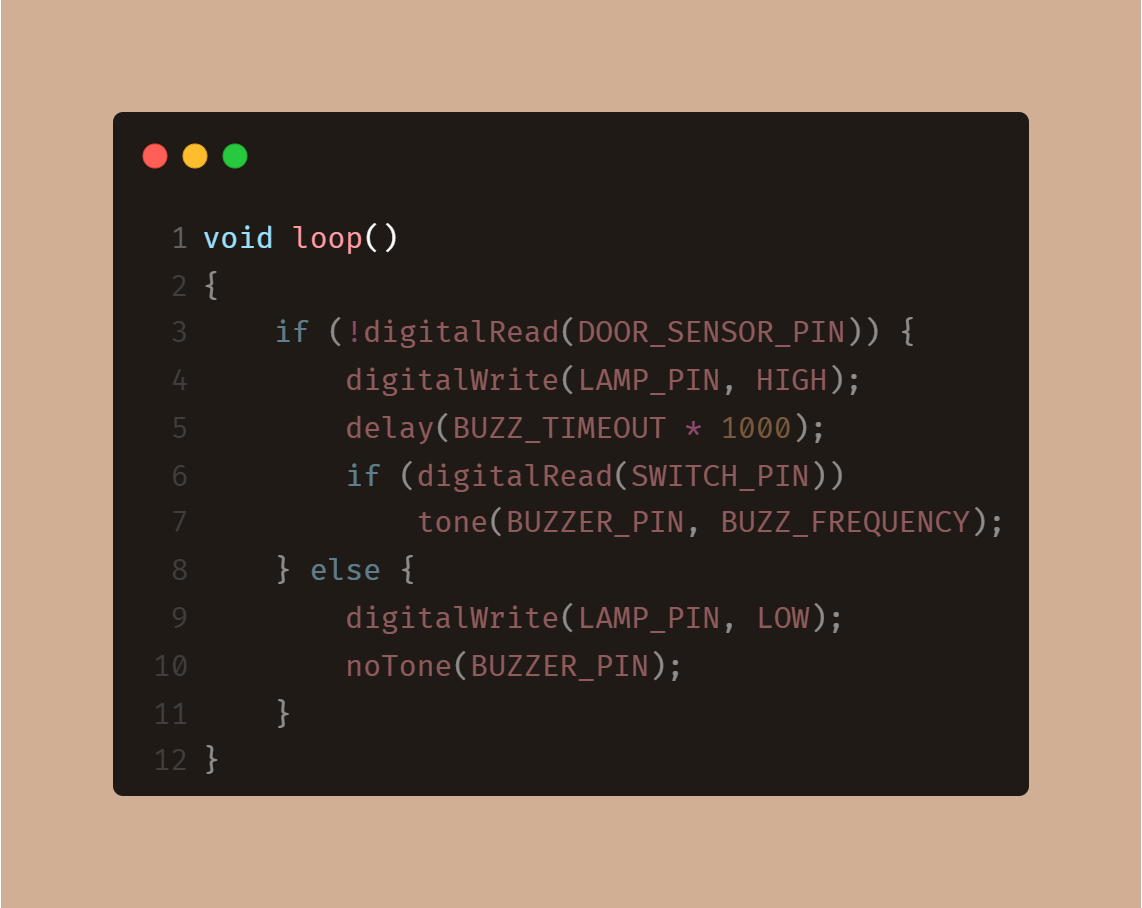 1 void loop()
2 {
3     if (!digitalRead(DOOR_SENSOR_PIN)) {
4         digitalWrite(LAMP_PIN, HIGH);
5         delay(BUZZ_TIMEOUT * 1000);
6         if (digitalRead(SWITCH_PIN))
7             tone(BUZZER_PIN, BUZZ_FREQUENCY);
8     } else {
9         digitalWrite(LAMP_PIN, LOW);
10         noTone(BUZZER_PIN);
11     }
12 }